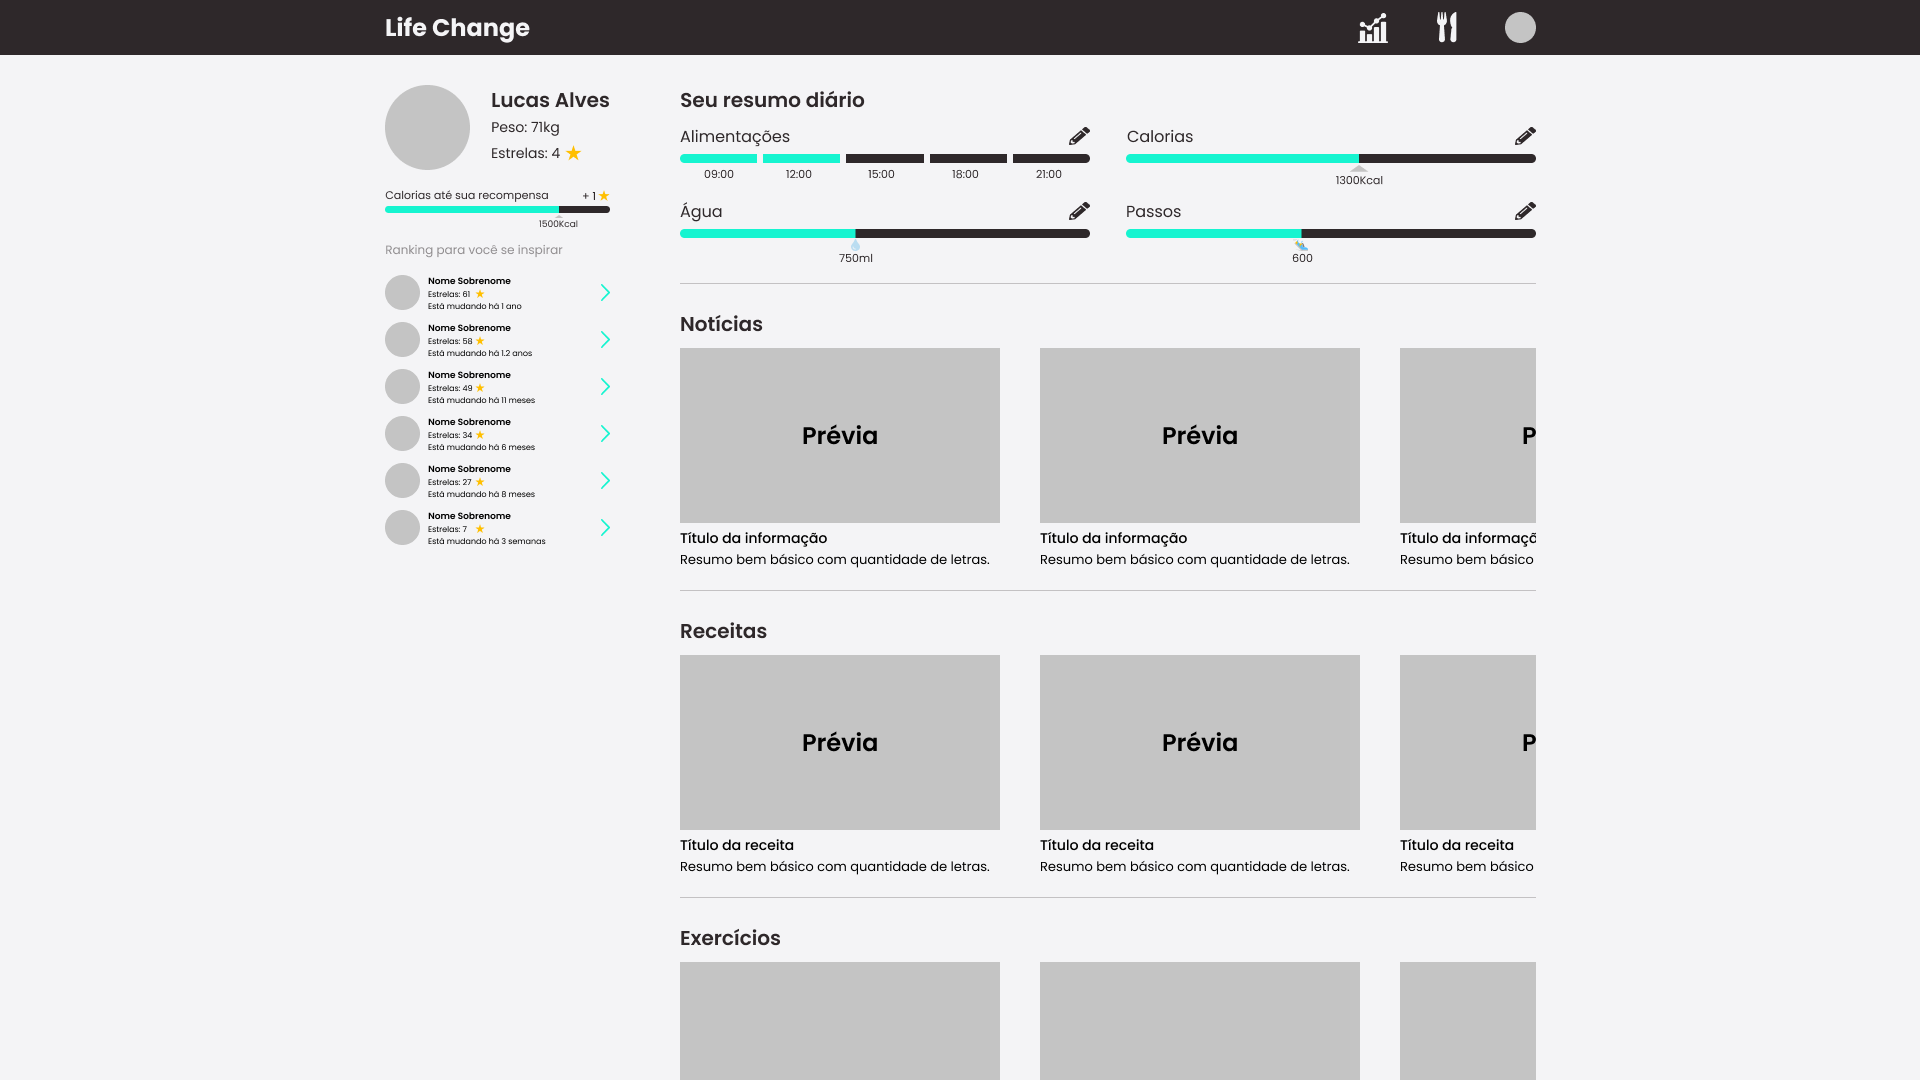 Life Change
Lucas Alves
Peso: 71kg
Estrelas: 4
Calorias até sua recompensa + 1
1500Kcal
Ranking para você se inspirar
Nome Sobrenome
Estrelas: 61
Está mudando há 1 ano
Nome Sobrenome
Estrelas: 58
Está mudando há 1.2 anos
Nome Sobrenome
Estrelas: 49
Está mudando há 11 meses
Nome Sobrenome
Estrelas: 34
Está mudando há 6 meses
Nome Sobrenome
Estrelas: 27
Está mudando há 8 meses
Nome Sobrenome
Estrelas: 7
Está mudando há 3 semanas
Seu resumo diário
Alimentações
09:00 12:00 15:00 18:00 21:00
Calorias
1300Kcal
Água
750ml
Passos
600
Notícias
Prévia Prévia P
Título da informação Título da informação Título da informaçã
Resumo bem básico com quantidade de letras. Resumo bem básico com quantidade de letras. Resumo bem básico
Receitas
Prévia Prévia P
Título da receita Título da receita Título da receita
Resumo bem básico com quantidade de letras. Resumo bem básico com quantidade de letras. Resumo bem básico
Exercícios